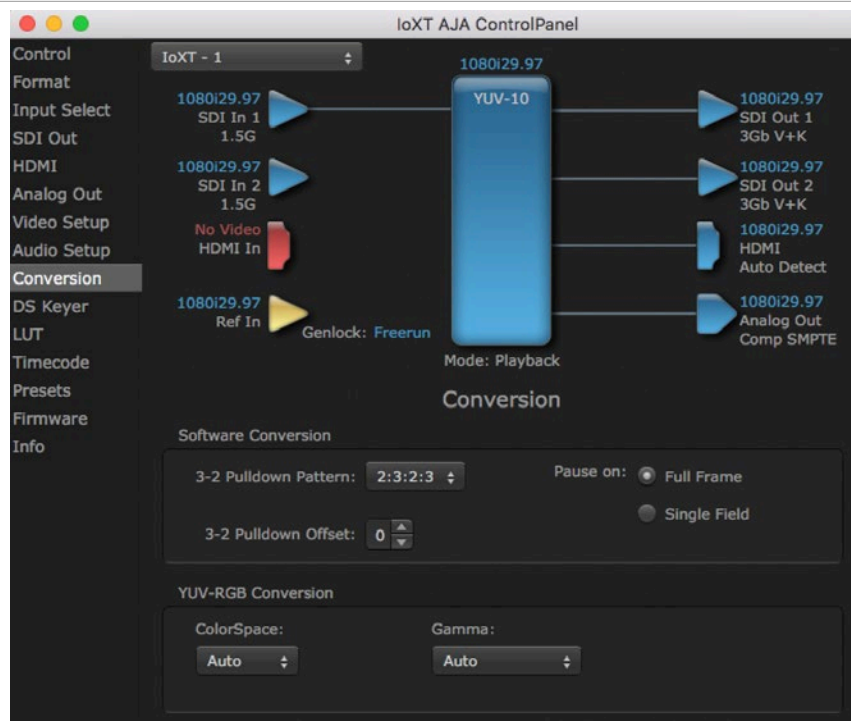 IoXT AJA ControlPanel
Control
Format
Input Select
SDI Out
HDMI
Analog Out
Video Setup
Audio Setup
Conversion
DS Keyer
LUT
Timecode
Presets
Firmware
Info
IoXT - 1
1080i29.97
YUV-10
1080i29.97
SDI In 1
1.5G
1080i29.97
SDI In 2
1.5G
No Video
HDMI In
1080i29.97
Ref In
Genlock: Freerun
1080i29.97
SDI Out 1
3Gb V+K
1080i29.97
SDI Out 2
3Gb V+K
1080i29.97
HDMI
Auto Detect
1080i29.97
Analog Out
Comp SMPTE
Mode: Playback
Conversion
Software Conversion
3-2 Pulldown Pattern: 2:3:2:3
Pause on: Full Frame
Single Field
3-2 Pulldown Offset: 0
YUV-RGB Conversion
ColorSpace:
Auto
Gamma:
Auto